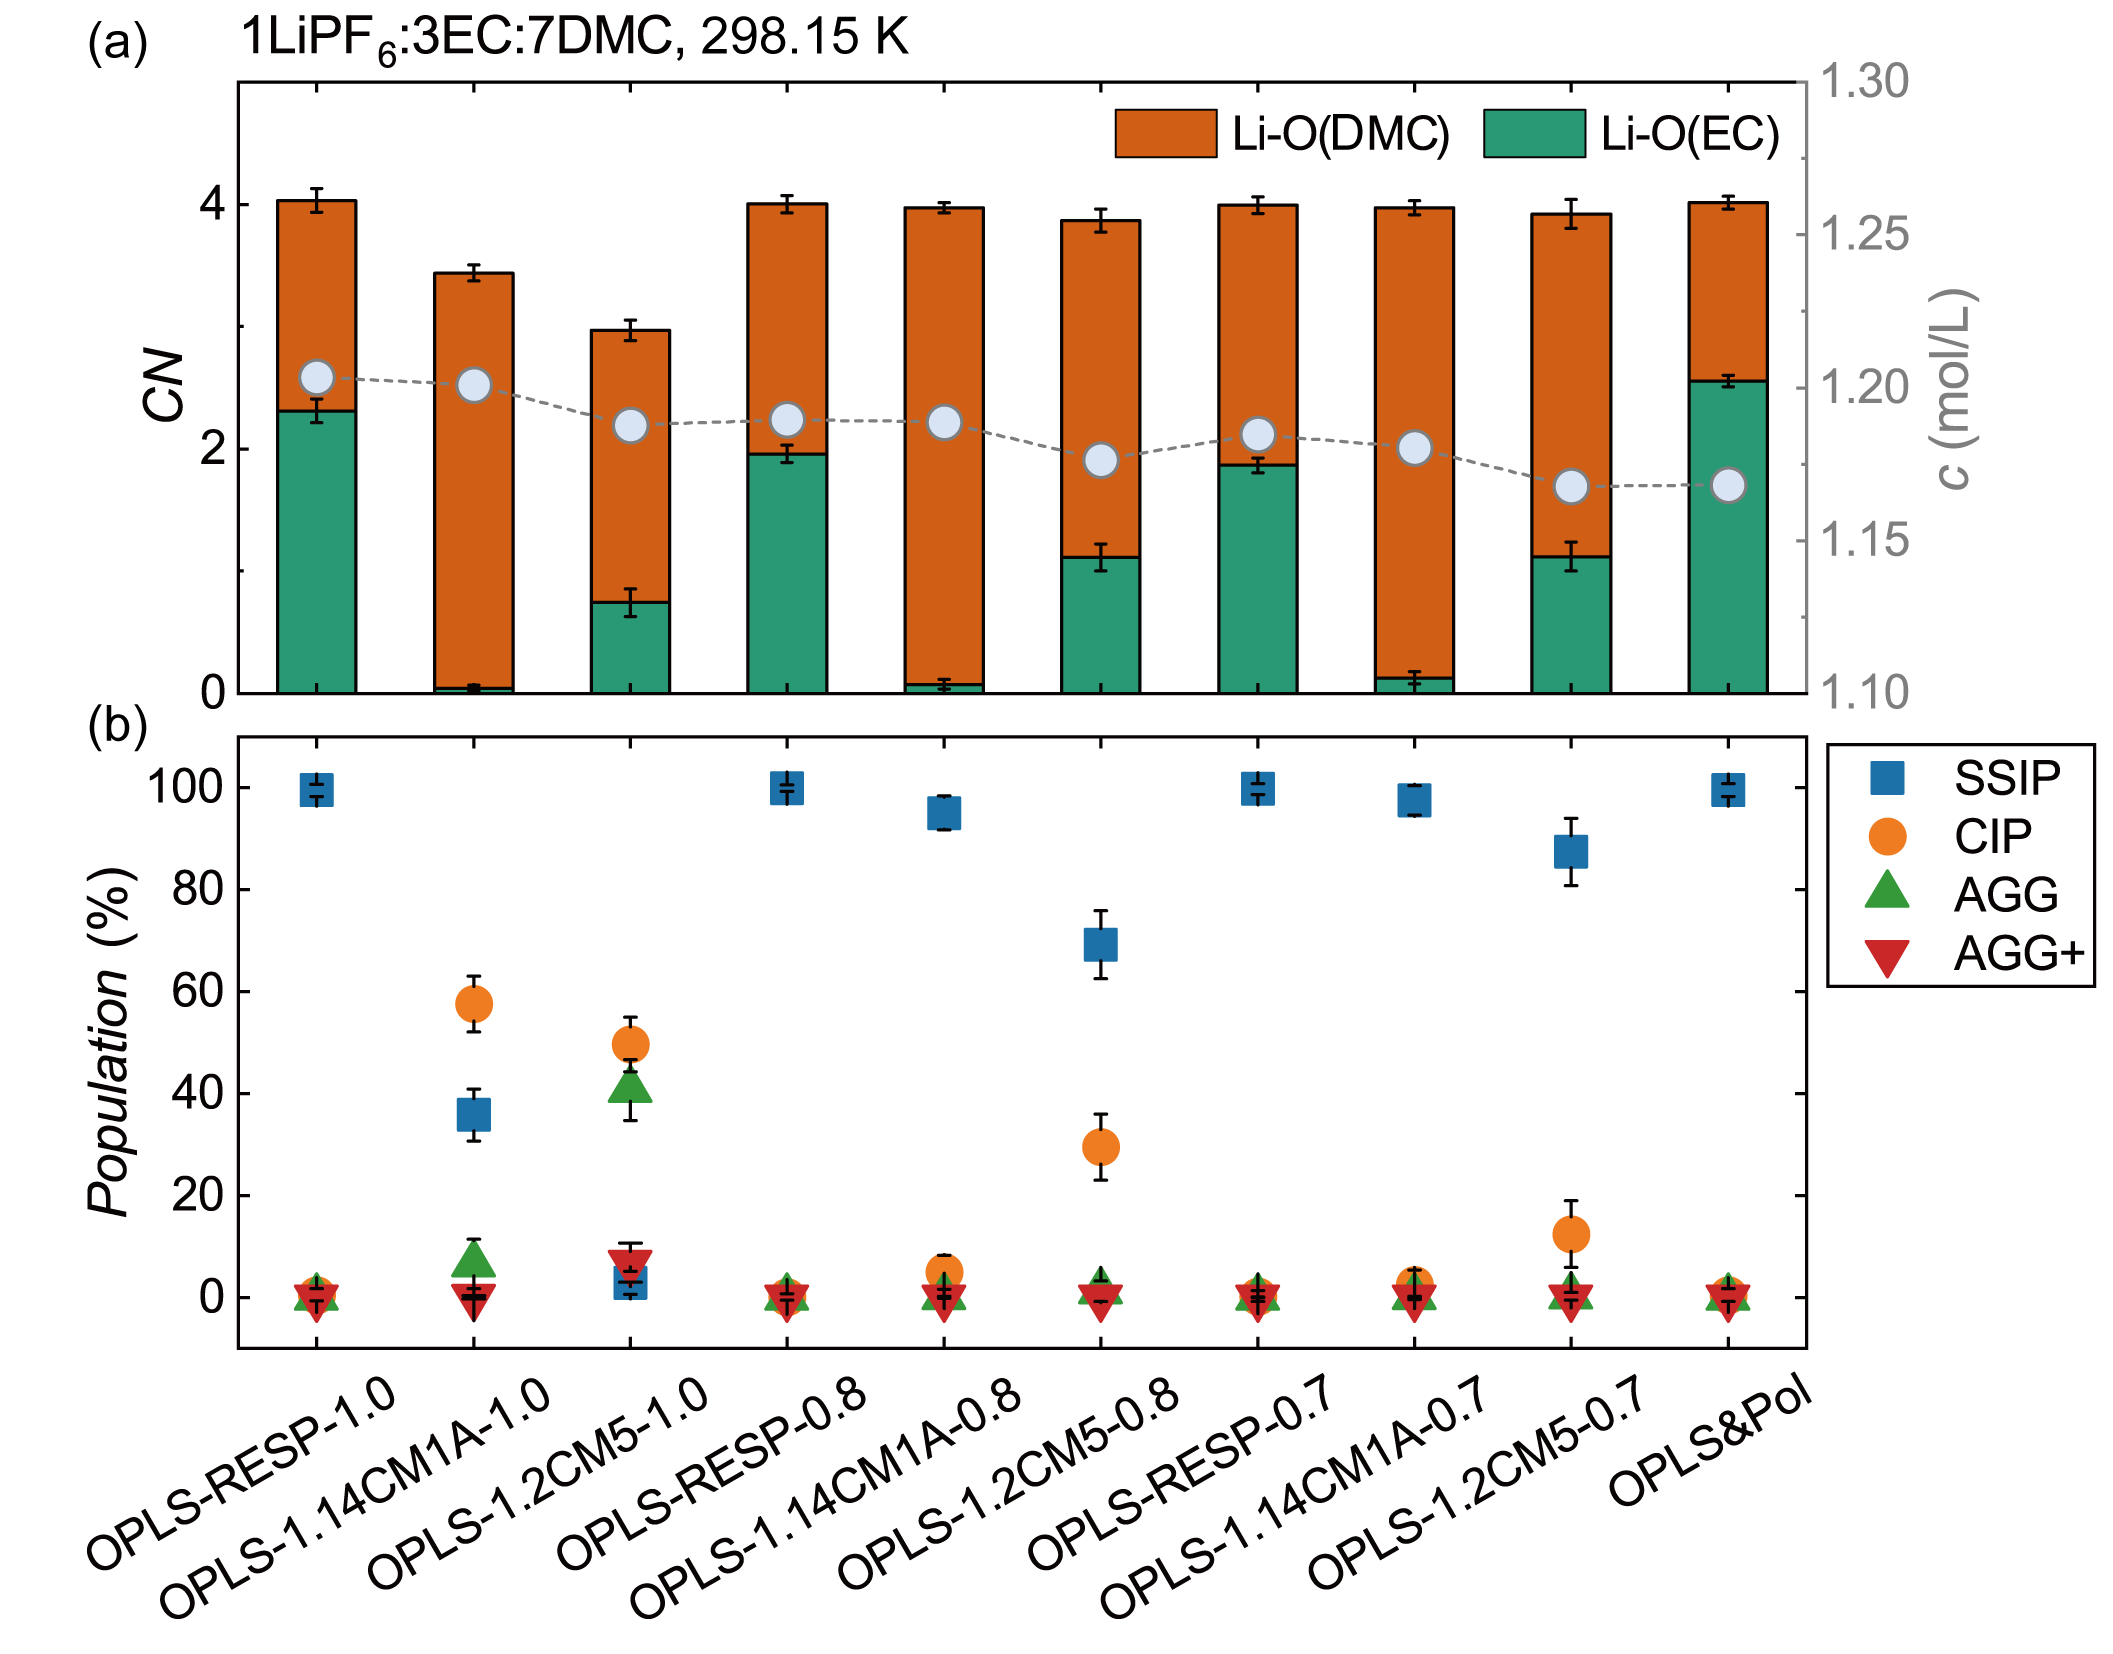 (a) 1LiPF6:3EC:7DMC, 298.15 K
Li-O(DMC) Li-O(EC)
CN
4
2
0
1.30
1.25
1.20
1.15
1.10
c (mol/L)
(b)
Population (%)
100
80
60
40
20
0
SSIP
CIP
AGG
AGG+
OPLS-RESP-1.0
OPLS-1.14CM1A-1.0
OPLS-1.2CM5-1.0
OPLS-RESP-0.8
OPLS-1.14CM1A-0.8
OPLS-1.2CM5-0.8
OPLS-RESP-0.7
OPLS-1.14CM1A-0.7
OPLS-1.2CM5-0.7
OPLS&Pol